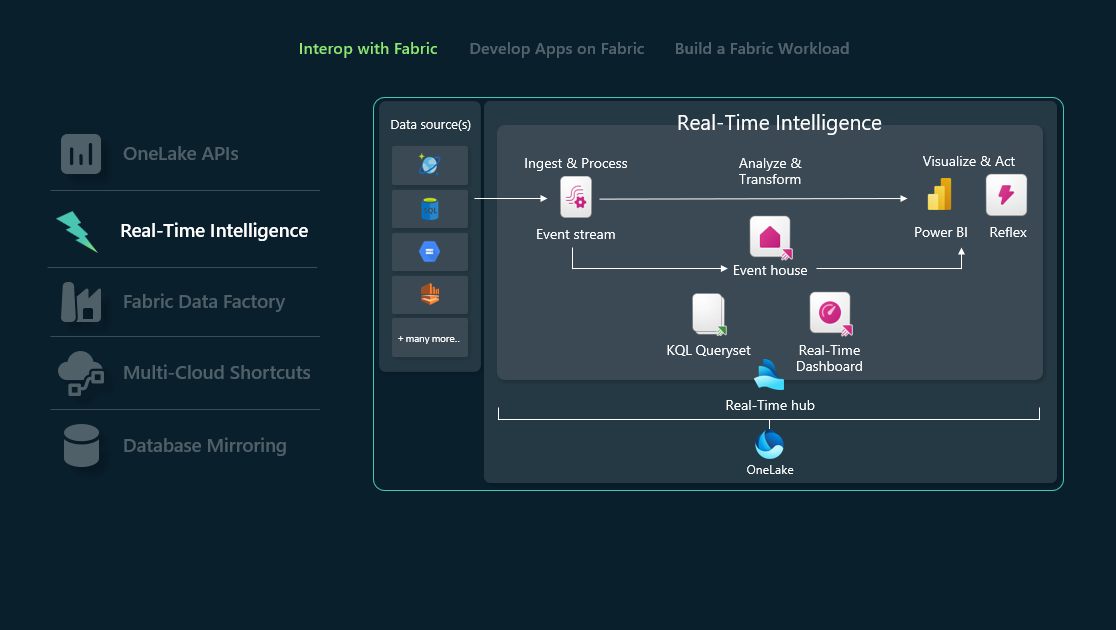 Interop with Fabric
Develop Apps on Fabric
Build a Fabric Workload
OneLake APIs
Real-Time Intelligence
Fabric Data Factory
Multi-Cloud Shortcuts
Database Mirroring
Data source(s)
SQL
+ many more..
Real-Time Intelligence
Ingest & Process
Analyze &
Transform
Visualize & Act
Event stream
Power BI
Reflex
Event house
KQL Queryset
Real-Time
Dashboard
Real-Time hub
OneLake